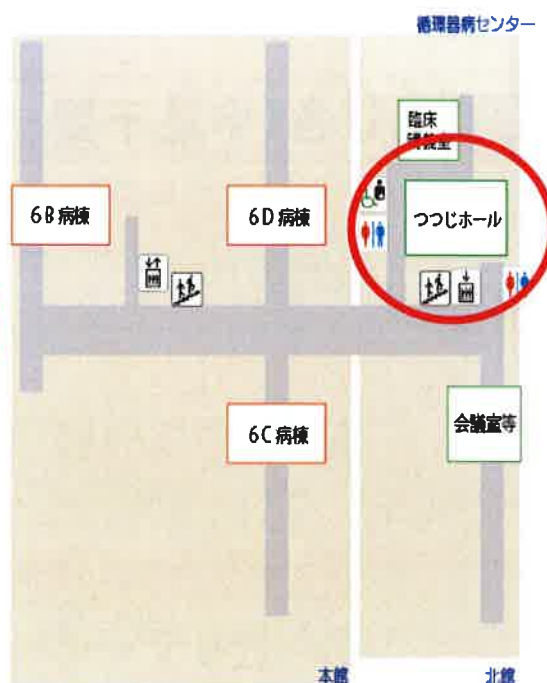 循環器病センター
臨床
講義室
6B病棟
6D病棟
つつじホール
6C病棟
会議室等
本館
北館